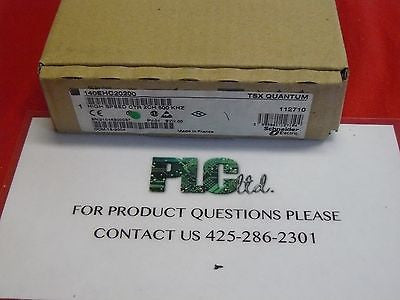 140EHC20200
TSX QUANTUM
1
HIGH SPEED CTR 2CH 500 KHZ
112710
Made in France
Schneider
Electric
PLC
ltd.
FOR PRODUCT QUESTIONS PLEASE
CONTACT US 425-286-2301